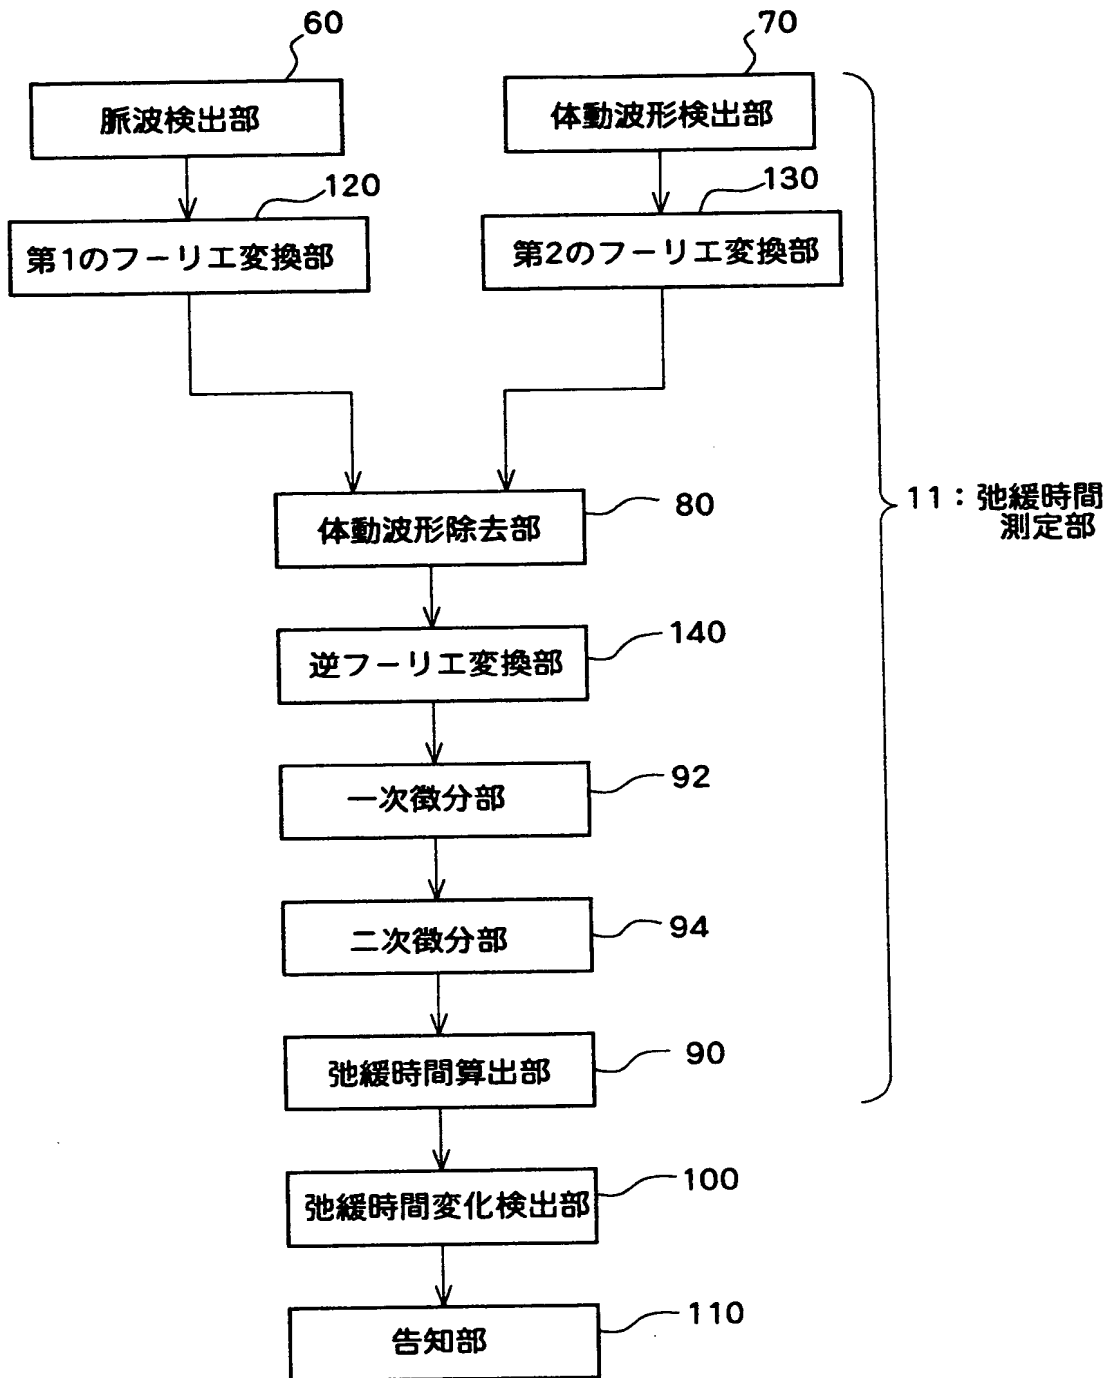 60
70
脈波検出部
体動波形検出部
120
130
第1のフーリエ変換部
第2のフーリエ変換部
11：弛緩時間
測定部
80
体動波形除去部
140
逆フーリエ変換部
92
一次微分部
94
二次微分部
90
弛緩時間算出部
100
弛緩時間変化検出部
110
告知部